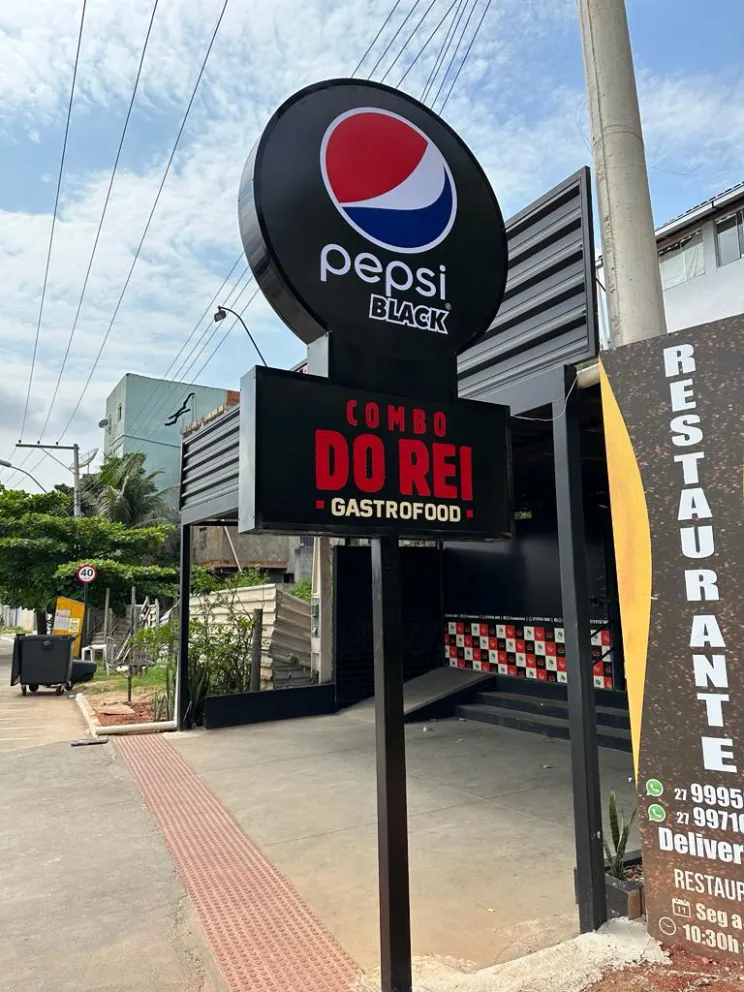 pepsi
BLACK®
COMBO
DO REI
GASTROFOOD
40
RESTAURANTE
27 9995
27 9971
Deliver
RESTAUR
Seg a
10:30h